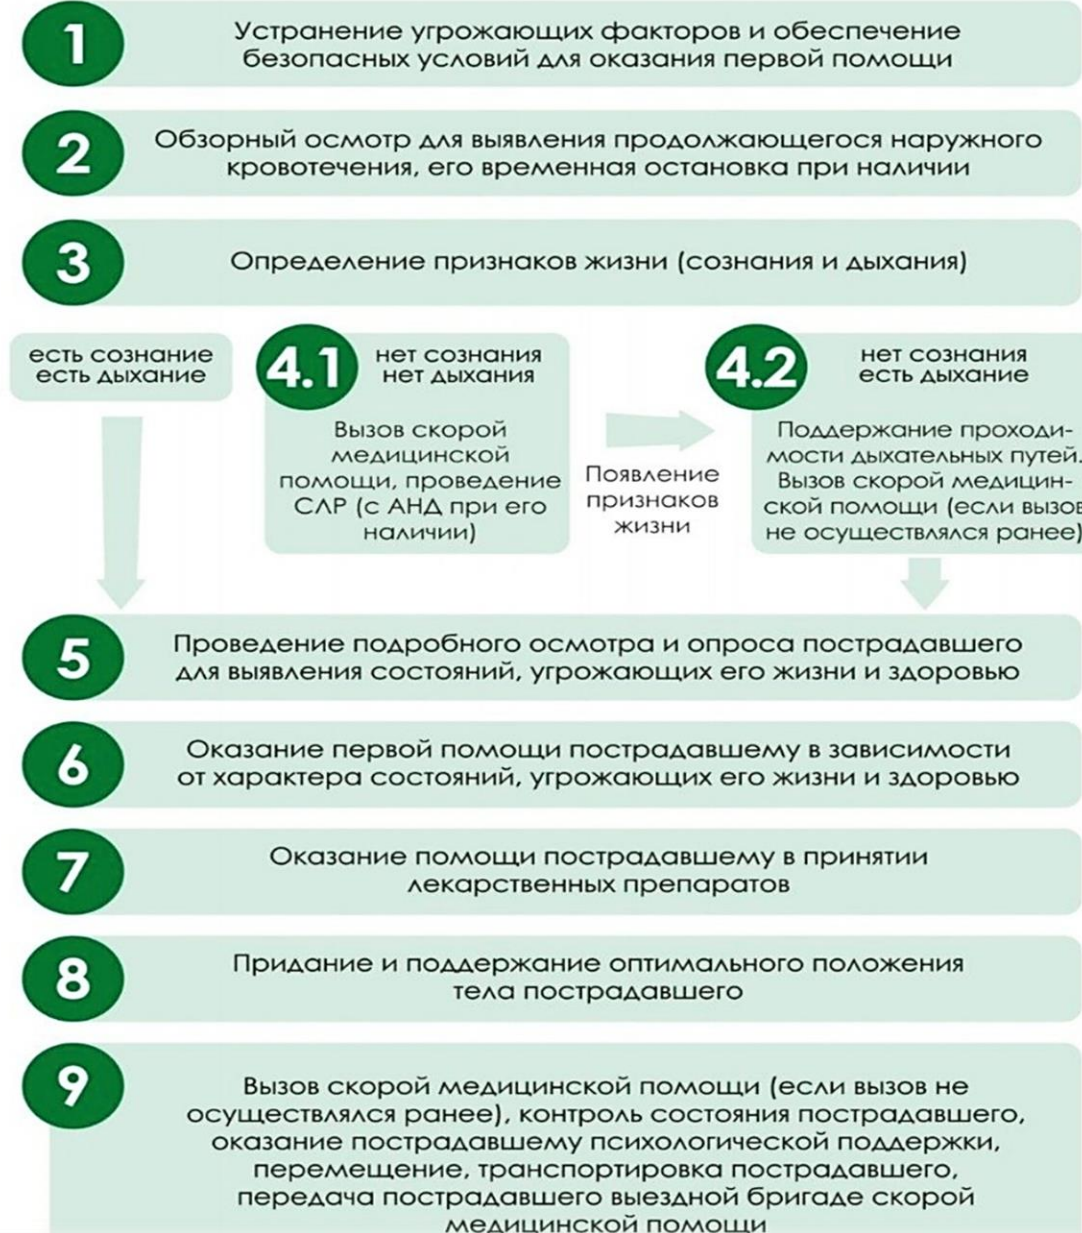 1
Устранение угрожающих факторов и обеспечение
безопасных условий для оказания первой помощи
2
Обзорный осмотр для выявления продолжающегося наружного
кровотечения, его временная остановка при наличии
3
Определение признаков жизни (сознания и дыхания)
есть сознание
есть дыхание
4.1
нет сознания
нет дыхания
Вызов скорой
медицинской
помощи, проведение
СЛР (с АНД при его
наличии)
Появление
признаков
жизни
4.2
нет сознания
есть дыхание
Поддержание проходи-
мости дыхательных путей.
Вызов скорой медицин-
ской помощи (если вызов
не осуществлялся ранее)
5
Проведение подробного осмотра и опроса пострадавшего
для выявления состояний, угрожающих его жизни и здоровью
6
Оказание первой помощи пострадавшему в зависимости
от характера состояний, угрожающих его жизни и здоровью
7
Оказание помощи пострадавшему в принятии
лекарственных препаратов
8
Придание и поддержание оптимального положения
тела пострадавшего
9
Вызов скорой медицинской помощи (если вызов не
осуществлялся ранее), контроль состояния пострадавшего,
оказание пострадавшему психологической поддержки,
перемещение, транспортировка пострадавшего,
передача пострадавшего выездной бригаде скорой
медицинской помощи